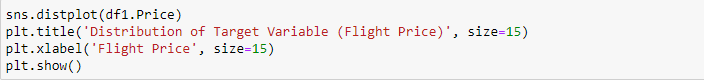 sns.distplot(df1.Price)
plt.title('Distribution of Target Variable (Flight Price)', size=15)
plt.xlabel('Flight Price', size=15)
plt.show()